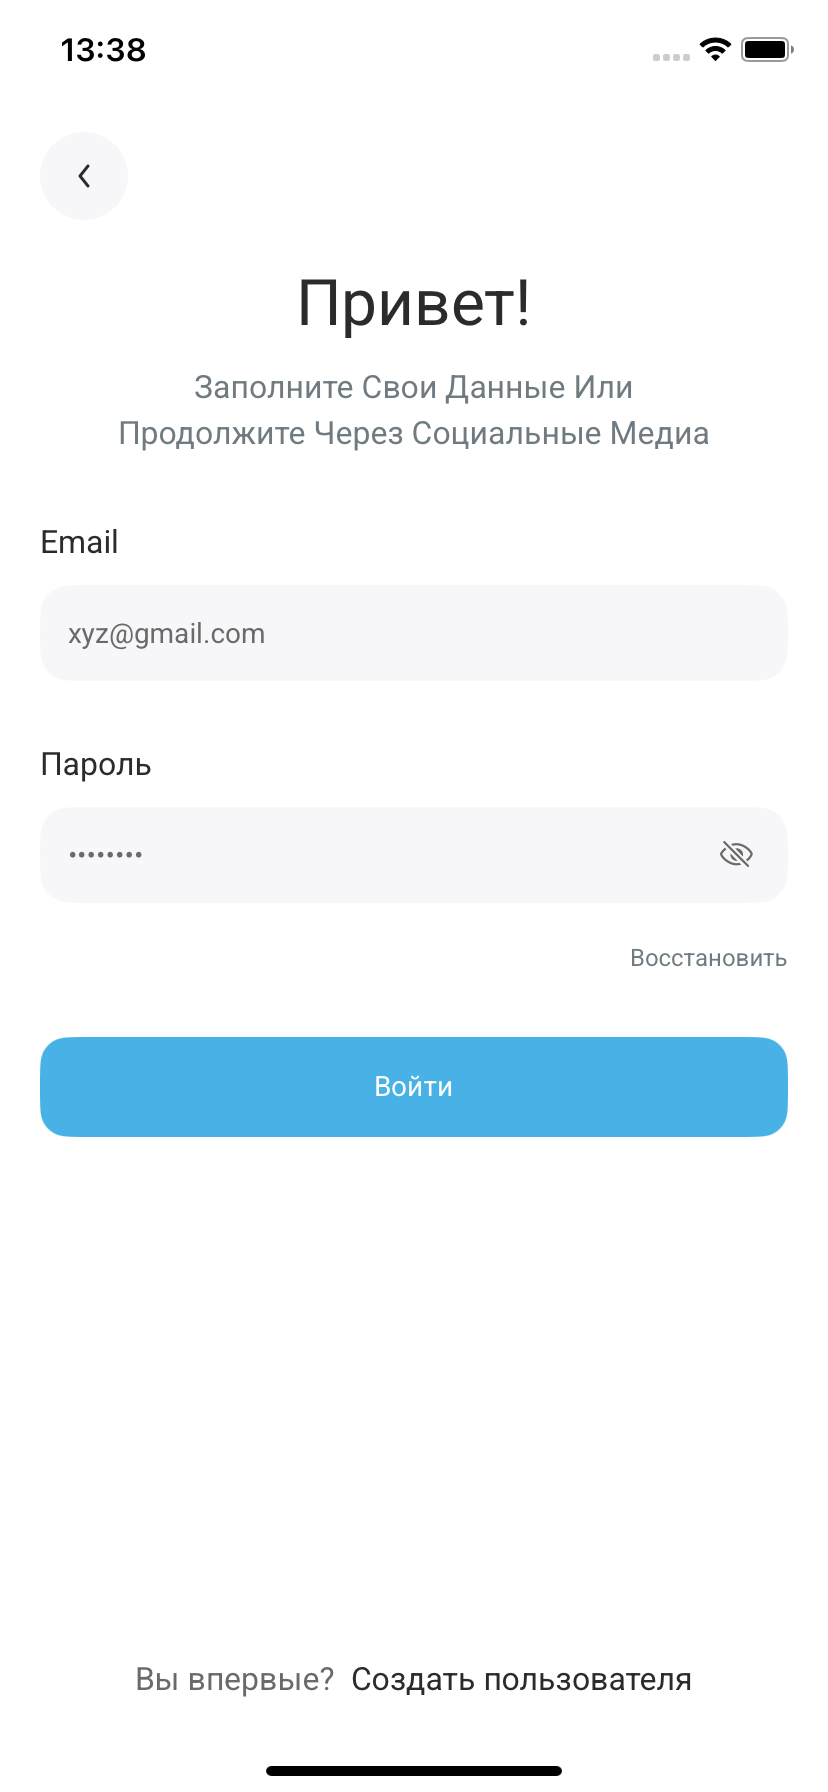 13:38
Привет!
Заполните Свои Данные Или
Продолжите Через Социальные Медиа
Email
xyz@gmail.com
Пароль
••••••••
Восстановить
Войти
Вы впервые? Создать пользователя